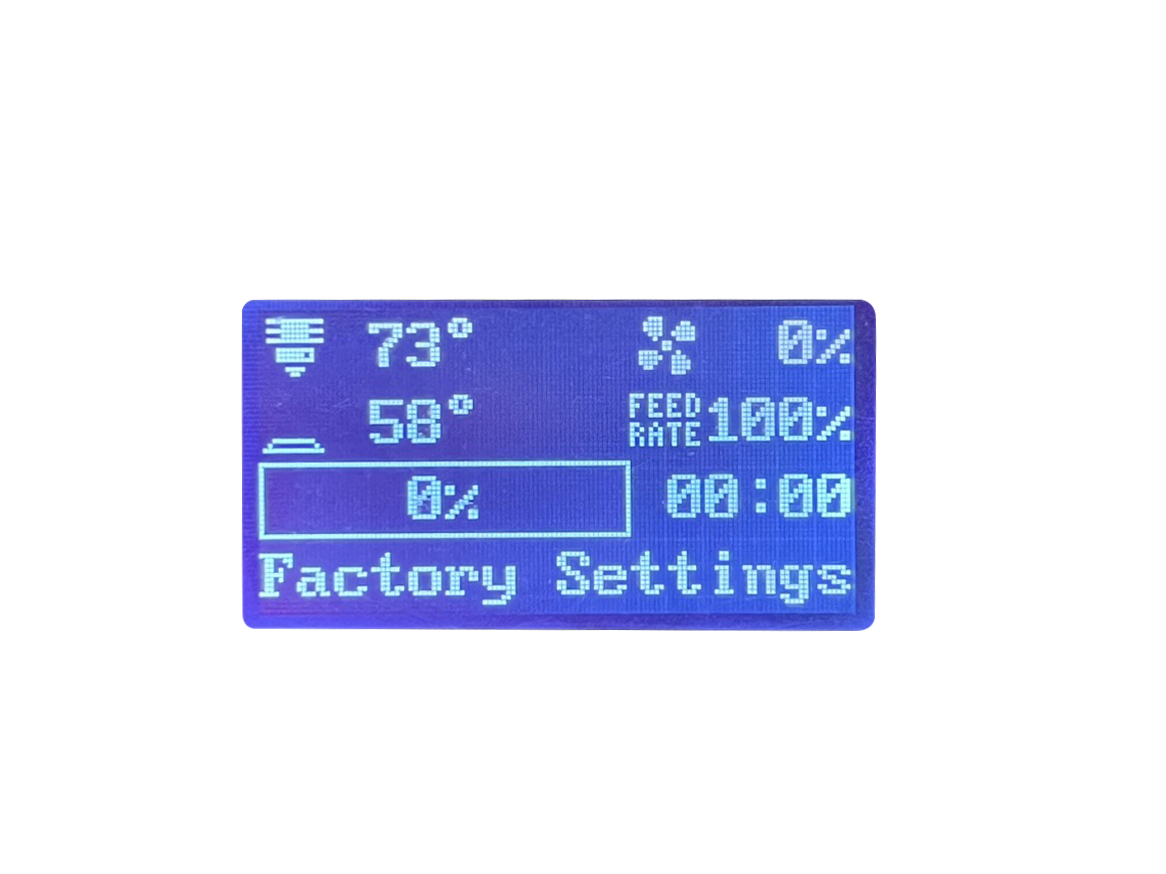 73° 0%
58° FEED RATE 100%
0% 00:00
Factory Settings